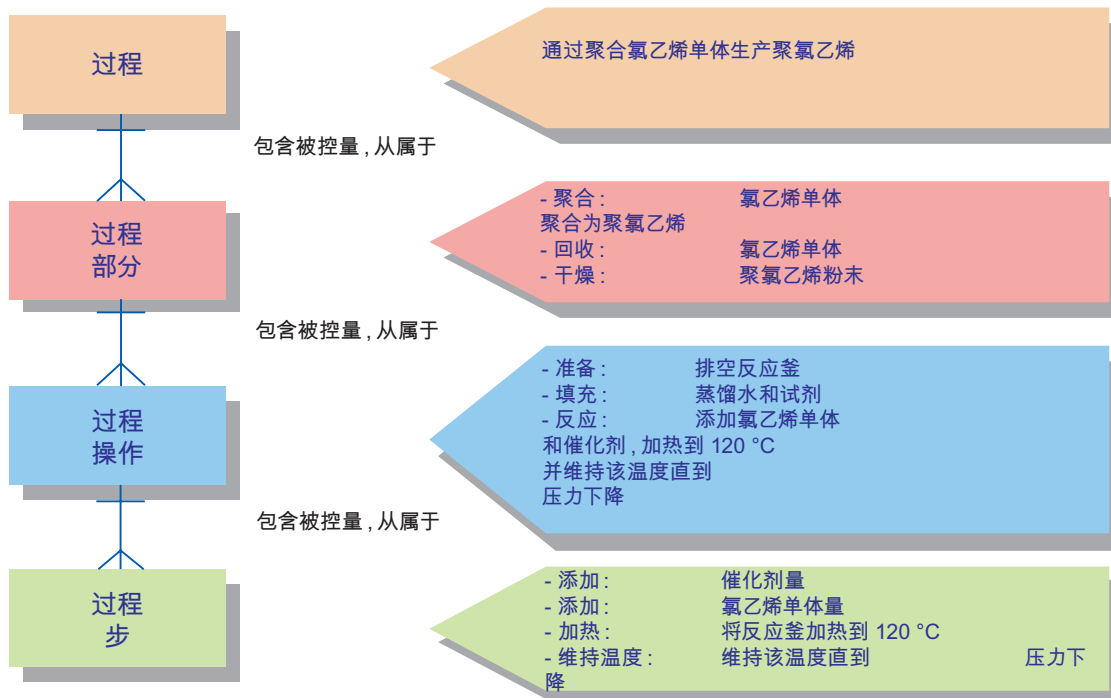 过程
通过聚合氯乙烯单体生产聚氯乙烯
包含被控量 , 从属于
过程
部分
- 聚合 : 氯乙烯单体
聚合为聚氯乙烯
- 回收 : 氯乙烯单体
- 干燥 : 聚氯乙烯粉末
包含被控量 , 从属于
过程
操作
- 准备 : 排空反应釜
- 填充 : 蒸馏水和试剂
- 反应 : 添加氯乙烯单体
和催化剂 , 加热到 120 °C
并维持该温度直到
压力下降
包含被控量 , 从属于
过程
步
- 添加 : 催化剂量
- 添加 : 氯乙烯单体量
- 加热 : 将反应釜加热到 120 °C
- 维持温度 : 维持该温度直到 压力下
降